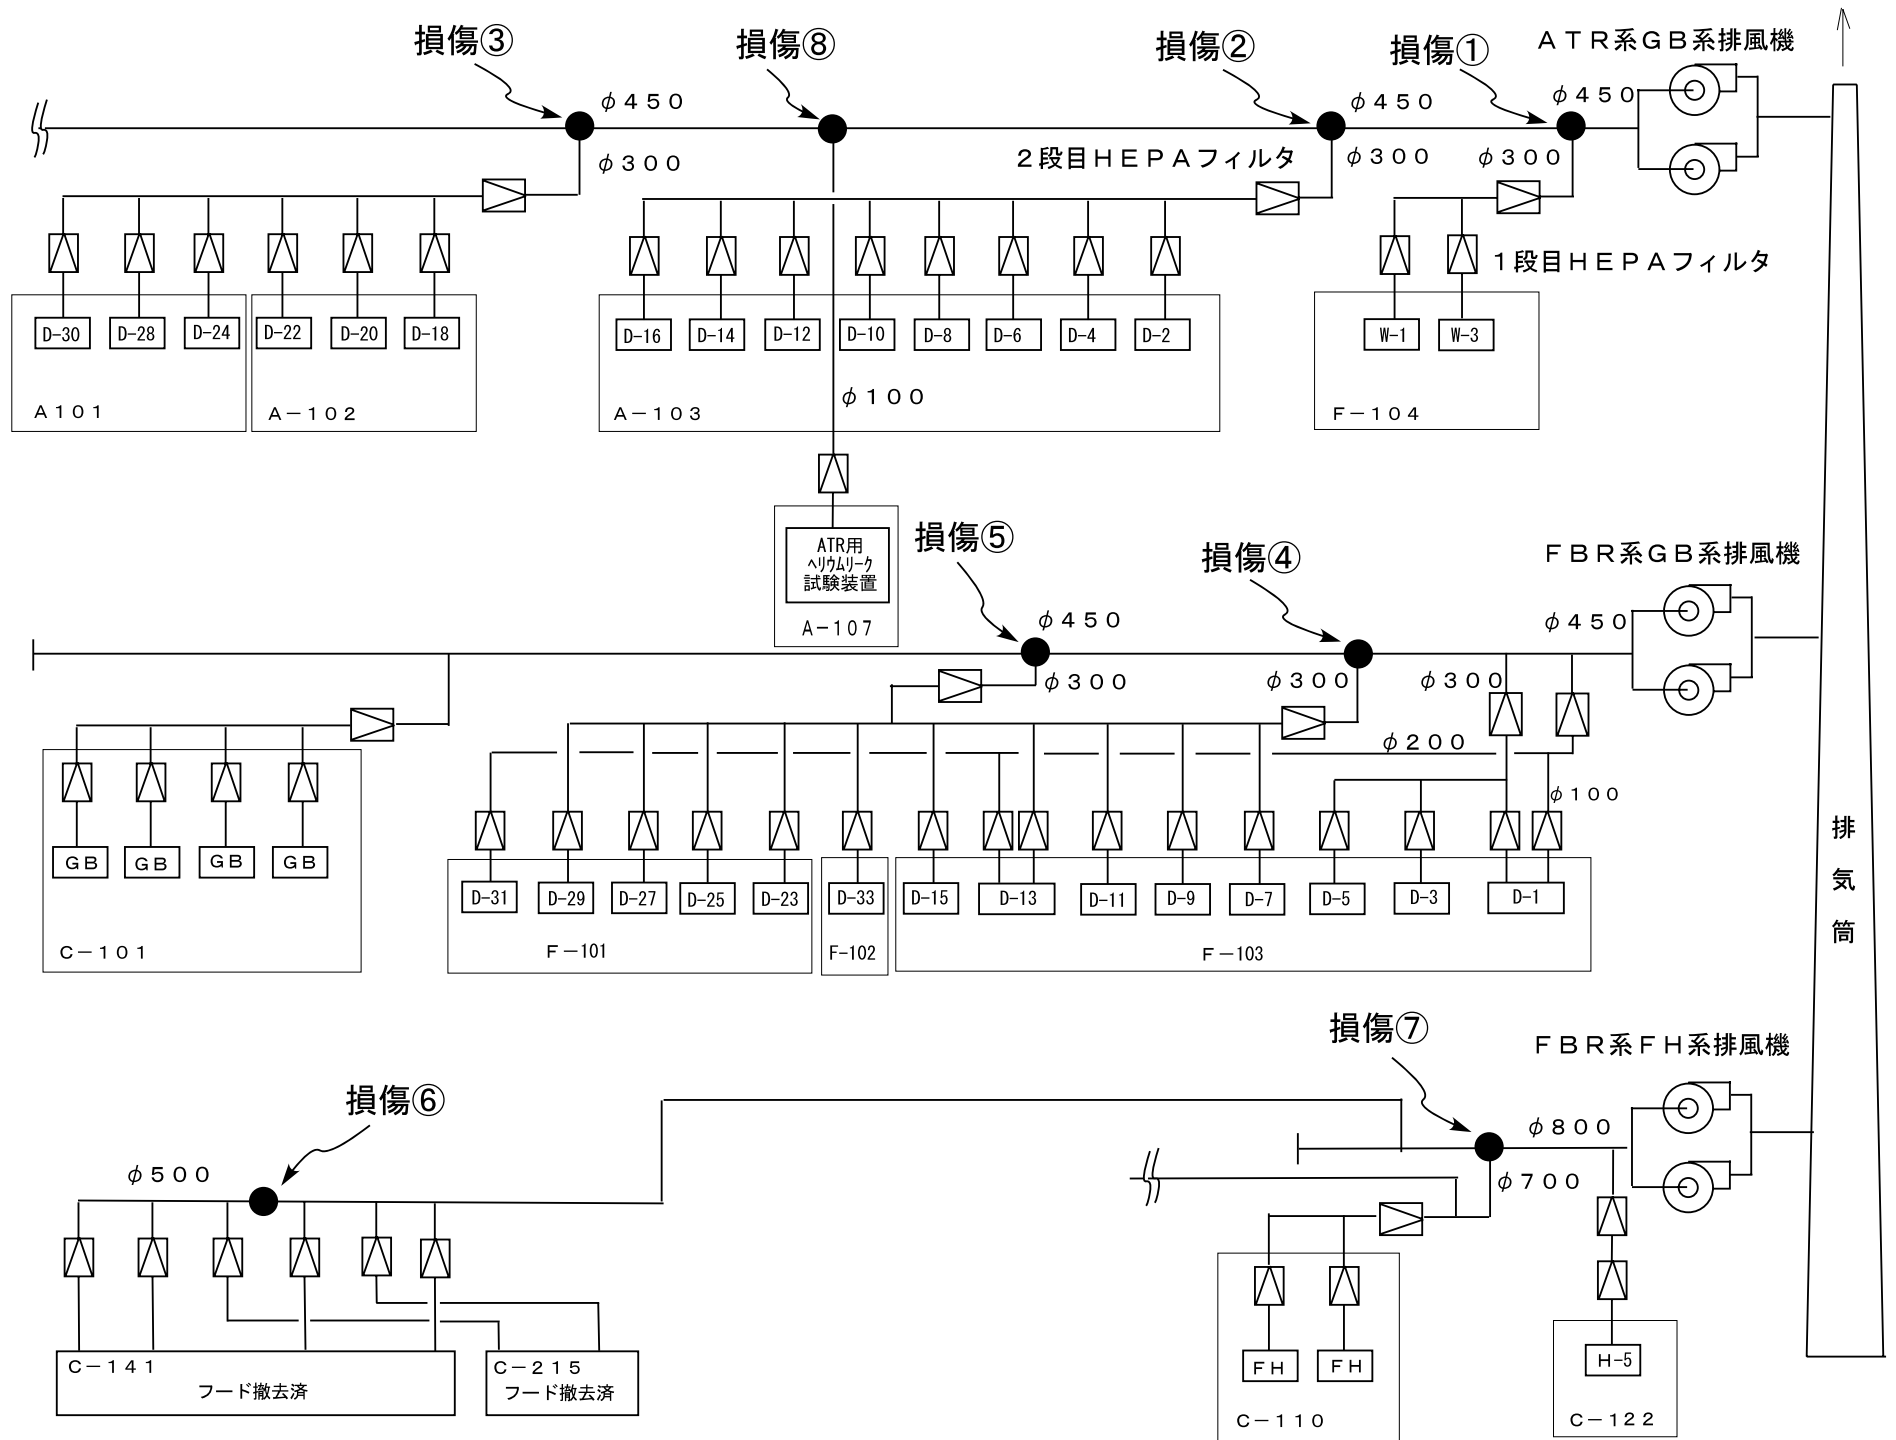 損傷③
損傷⑧
損傷②
損傷①
ＡＴＲ系ＧＢ系排風機
φ４５０
φ４５０
φ４５０
φ３００
２段目ＨＥＰＡフィルタ
φ３００
φ３００
１段目ＨＥＰＡフィルタ
D-30
D-28
D-24
D-22
D-20
D-18
D-16
D-14
D-12
D-10
D-8
D-6
D-4
D-2
W-1
W-3
φ１００
Ａ１０１
Ａ－１０２
Ａ－１０３
Ｆ－１０４
ATR用
ﾍﾘｳﾑﾘｰｸ
試験装置
Ａ－１０７
損傷⑤
損傷④
ＦＢＲ系ＧＢ系排風機
φ４５０
φ４５０
φ３００
φ３００
φ３００
φ２００
φ１００
ＧＢ
ＧＢ
ＧＢ
ＧＢ
Ｃ－１０１
D-31
D-29
D-27
D-25
D-23
D-33
D-15
D-13
D-11
D-9
D-7
D-5
D-3
D-1
Ｆ－101
F-102
Ｆ－103
排
気
筒
損傷⑦
ＦＢＲ系ＦＨ系排風機
損傷⑥
φ８００
φ５００
φ７００
Ｃ－１４１
フード撤去済
Ｃ－２１５
フード撤去済
ＦＨ
ＦＨ
Ｃ－１１０
Ｈ-5
Ｃ－１２２